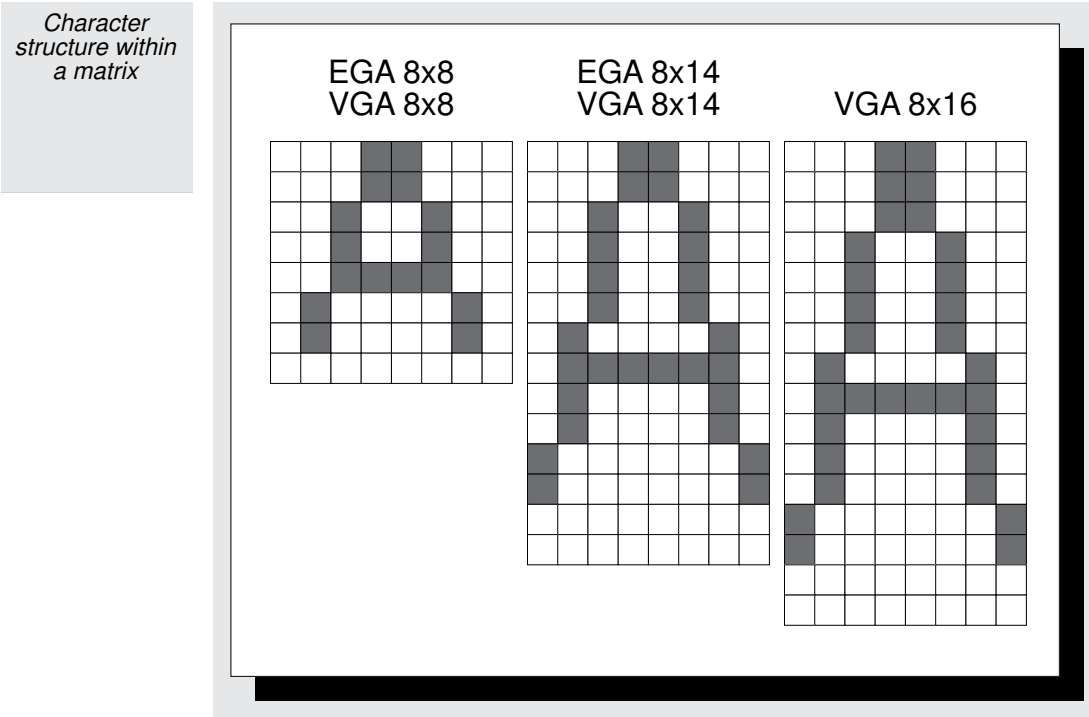 Character
structure within
a matrix
EGA 8x8
VGA 8x8
EGA 8x14
VGA 8x14
VGA 8x16